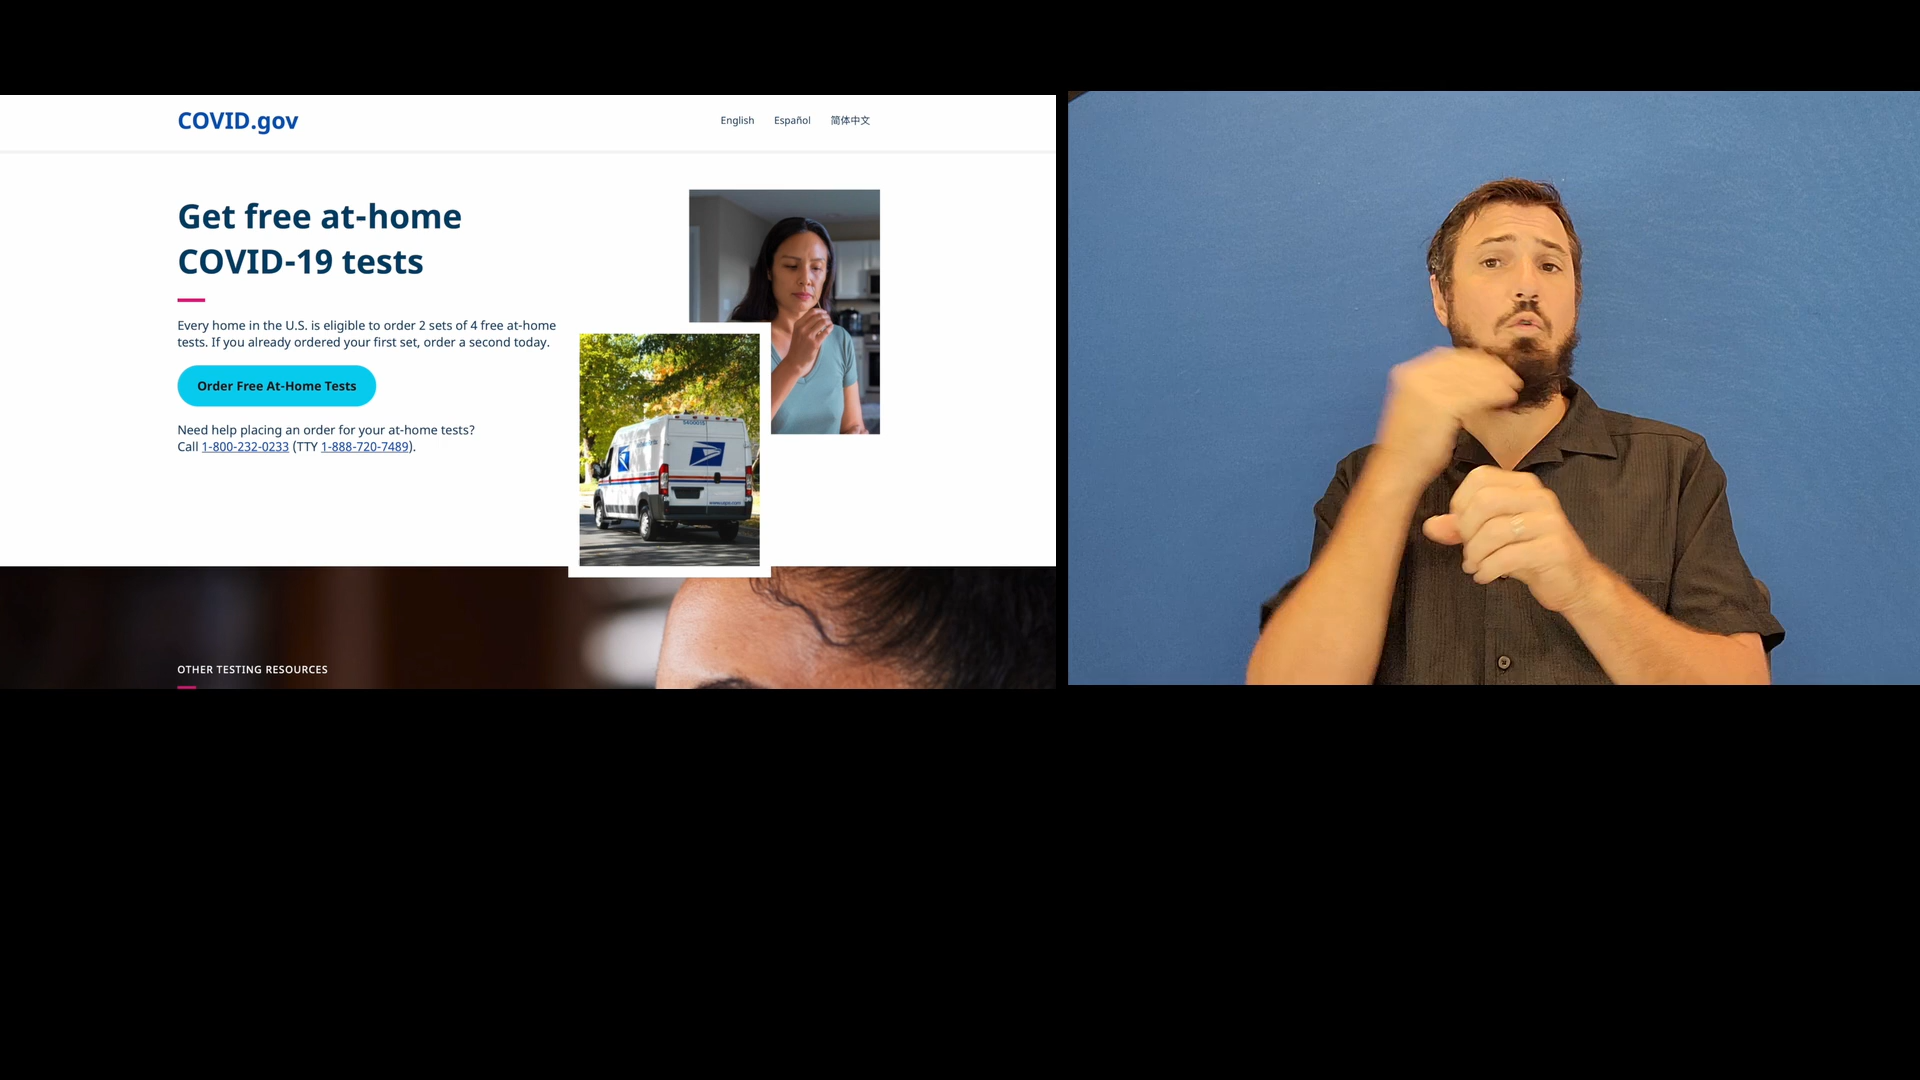 COVID.gov
English Español 简体中文
Get free at-home
COVID-19 tests
Every home in the U.S. is eligible to order 2 sets of 4 free at-home
tests. If you already ordered your first set, order a second today.
Order Free At-Home Tests
Need help placing an order for your at-home tests?
Call 1-800-232-0233 (TTY 1-888-720-7489).
OTHER TESTING RESOURCES